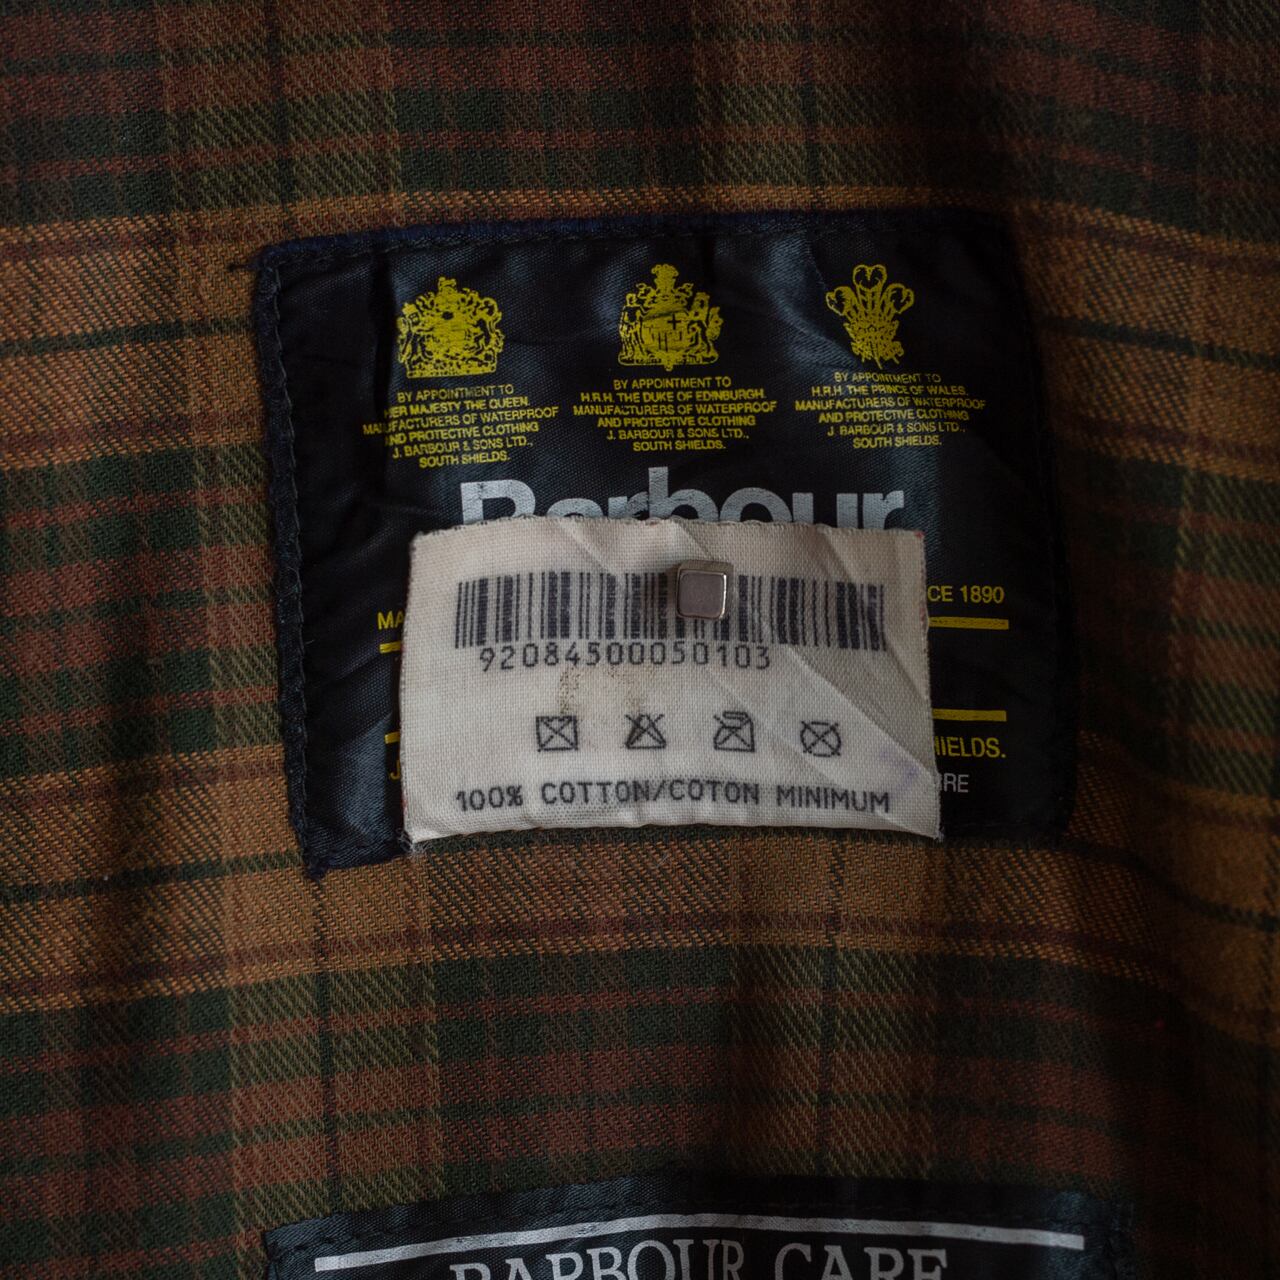 BY APPOINTMENT TO
HER MAJESTY THE QUEEN.
MANUFACTURERS OF WATERPROOF
AND PROTECTIVE CLOTHING
J. BARBOUR & SONS LTD.,
SOUTH SHIELDS.
BY APPOINTMENT TO
H.R.H. THE DUKE OF EDINBURGH.
MANUFACTURERS OF WATERPROOF
AND PROTECTIVE CLOTHING
J. BARBOUR & SONS LTD.,
SOUTH SHIELDS.
BY APPOINTMENT TO
H.R.H. THE PRINCE OF WALES.
MANUFACTURERS OF WATERPROOF
AND PROTECTIVE CLOTHING
J. BARBOUR & SONS LTD.,
SOUTH SHIELDS.
Barbour
MA
CE 1890
92084500050103
J.
HIELDS.
IRE
100% COTTON/COTON MINIMUM
BARBOUR CARE